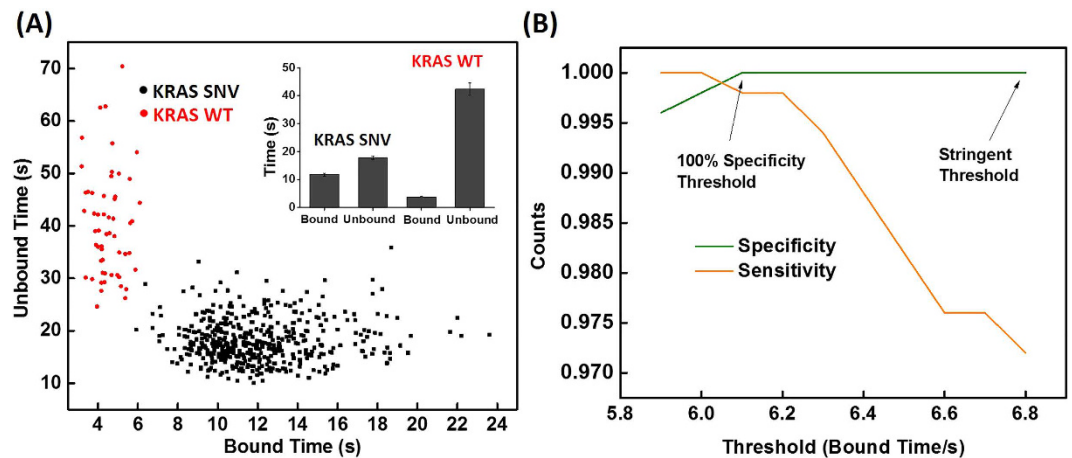 (A)
70
60
50
40
30
20
10
Unbound Time (s)
KRAS SNV
KRAS WT
4 6 8 10 12 14 16 18 20 22 24
Bound Time (s)
50
40
30
20
10
0
Time (s)
KRAS SNV
KRAS WT
Bound Unbound Bound Unbound
(B)
1.000
0.995
0.990
0.985
0.980
0.975
0.970
Counts
100% Specificity
Threshold
Stringent
Threshold
Specificity
Sensitivity
5.8 6.0 6.2 6.4 6.6 6.8
Threshold (Bound Time/s)